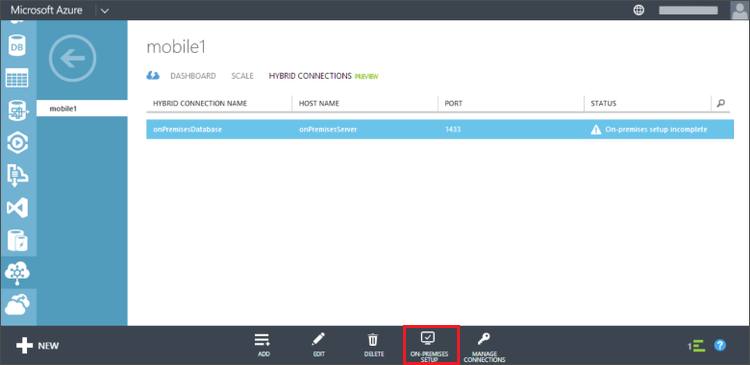 Microsoft Azure
DB
mobile1
mobile1
DASHBOARD SCALE HYBRID CONNECTIONS PREVIEW
HYBRID CONNECTION NAME HOST NAME PORT STATUS
onPremisesDatabase onPremisesServer 1433 On-premises setup incomplete
NEW
ADD
EDIT
DELETE
ON-PREMISES
SETUP
MANAGE
CONNECTIONS
1
?